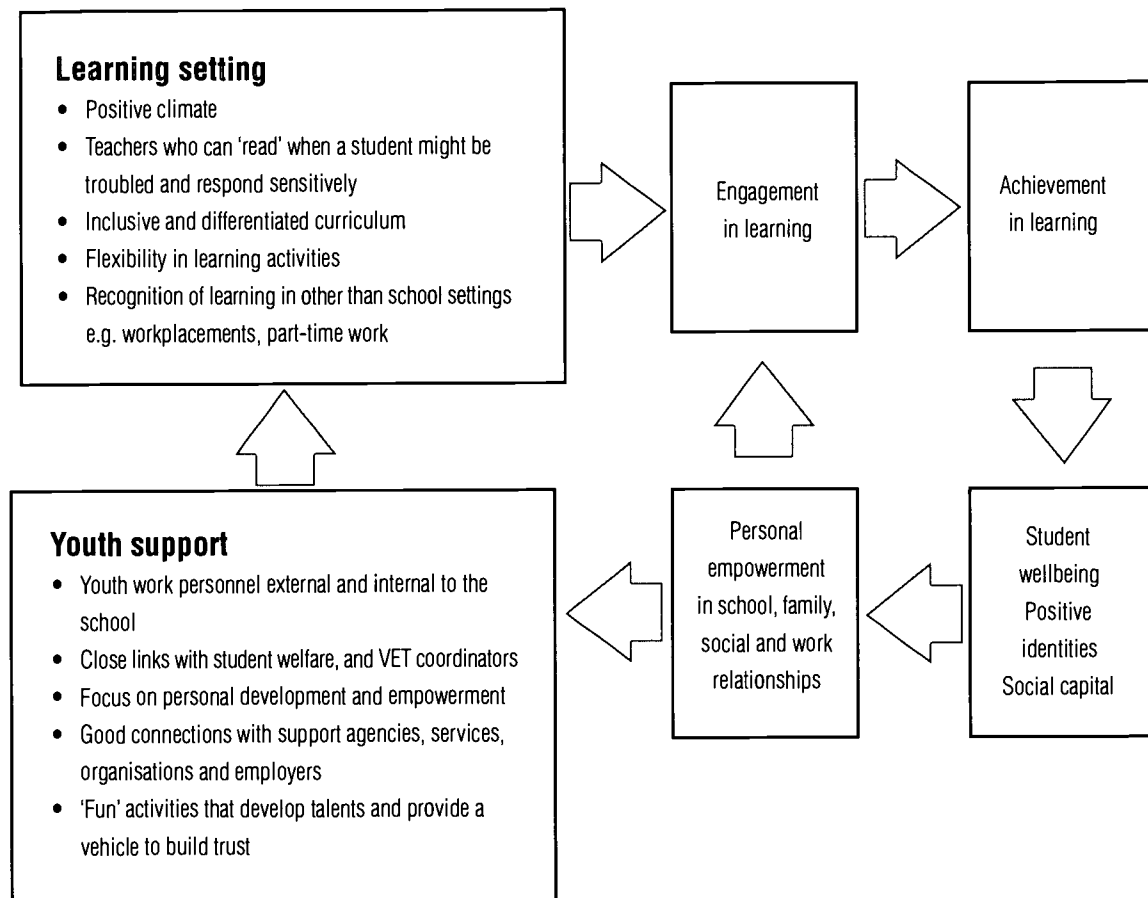 Learning setting
• Positive climate
• Teachers who can ‘read’ when a student might be
troubled and respond sensitively
• Inclusive and differentiated curriculum
• Flexibility in learning activities
• Recognition of learning in other than school settings
e.g. workplacements, part-time work
Engagement
in learning
Achievement
in learning
Youth support
• Youth work personnel external and internal to the
school
• Close links with student welfare, and VET coordinators
• Focus on personal development and empowerment
• Good connections with support agencies, services,
organisations and employers
• ‘Fun’ activities that develop talents and provide a
vehicle to build trust
Personal
empowerment
in school, family,
social and work
relationships
Student
wellbeing
Positive
identities
Social capital